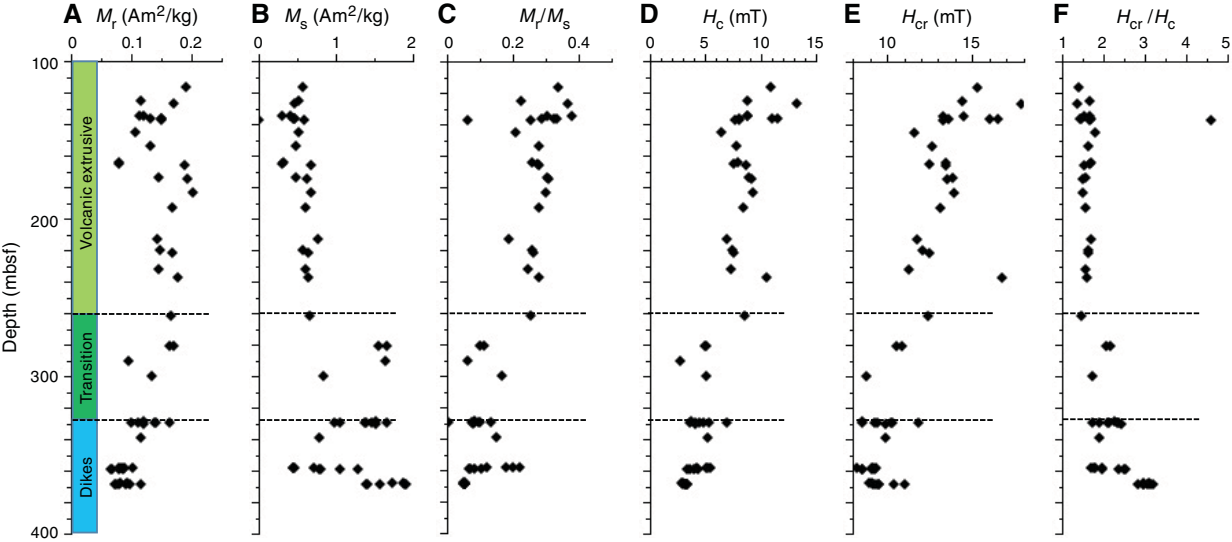 A Mr (Am2/kg) B Ms (Am2/kg) C Mr/Ms D Hc (mT) E Hcr (mT) F Hcr/Hc
0 0.1 0.2 0 1 2 0 0.2 0.4 0 5 10 15 10 15 1 2 3 4 5
100
200
300
400
Depth (mbsf)
Volcanic extrusive
Transition
Dikes